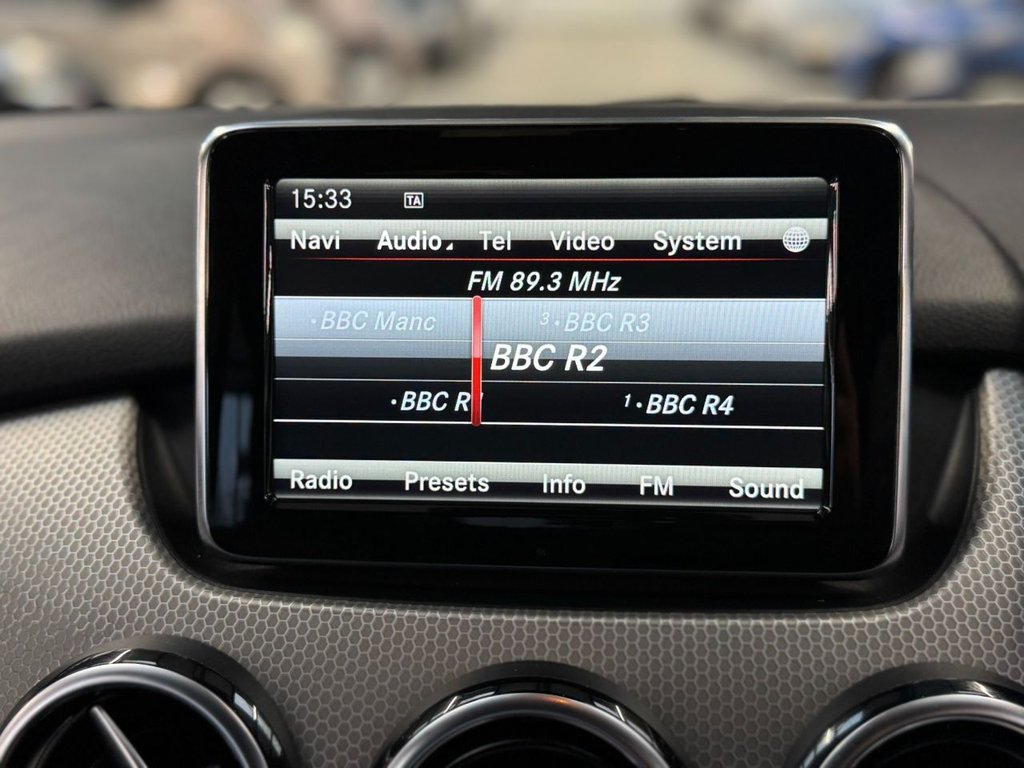 15:33 TA
Navi Audio Tel Video System
FM 89.3 MHz
·BBC Manc 3·BBC R3
BBC R2
·BBC R 1·BBC R4
Radio Presets Info FM Sound